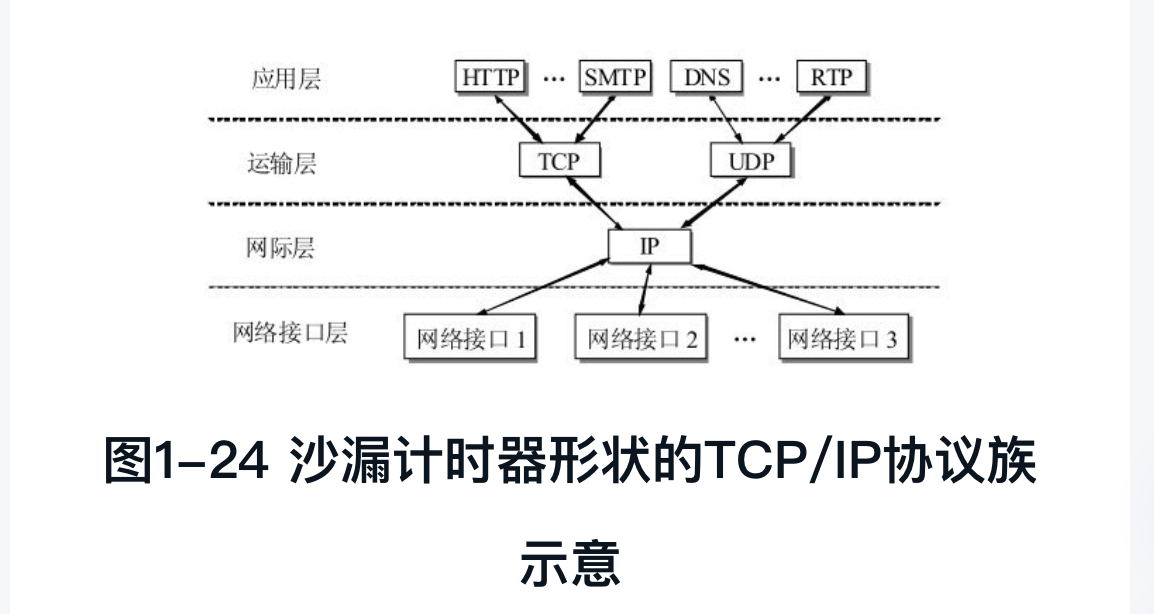 应用层 HTTP … SMTP DNS … RTP
运输层 TCP UDP
网际层 IP
网络接口层 网络接口 1 网络接口 2 … 网络接口 3
图1-24 沙漏计时器形状的TCP/IP协议族
示意